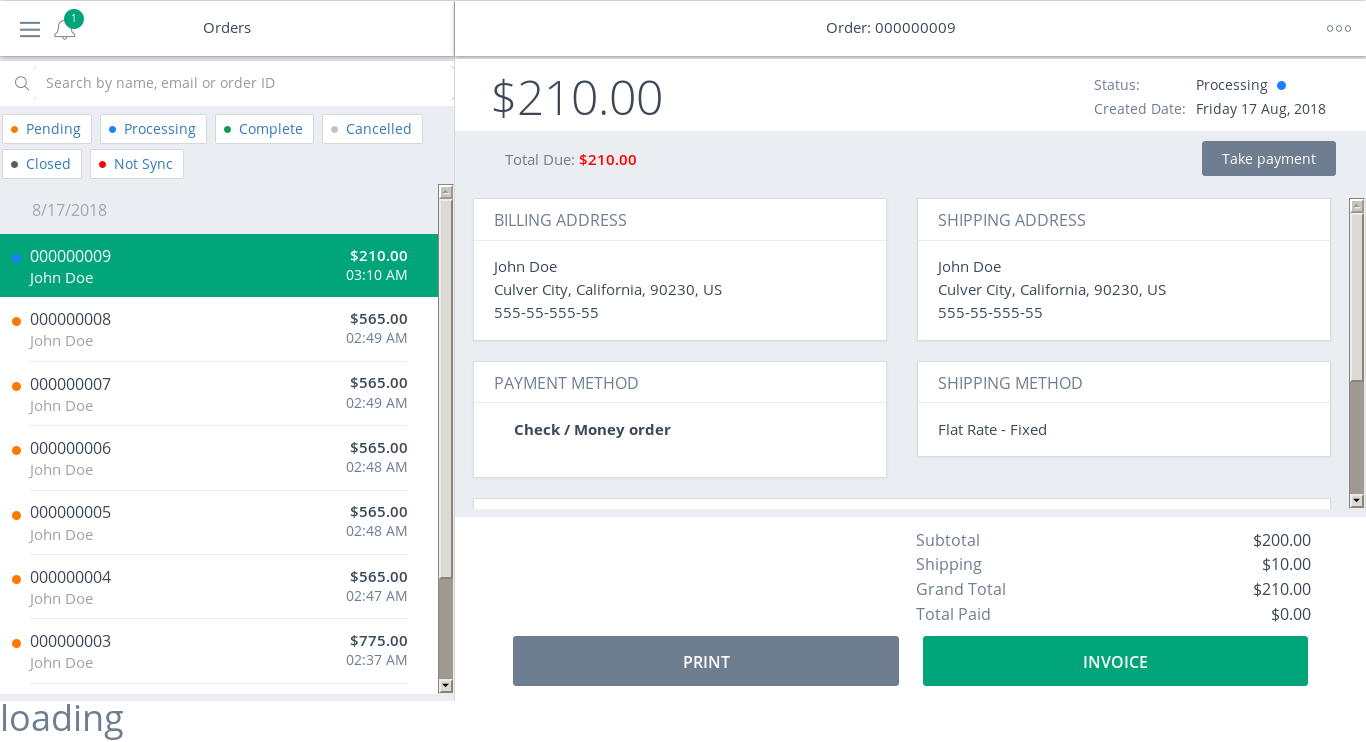 1
Orders
Order: 000000009
Search by name, email or order ID
Pending
Processing
Complete
Cancelled
Closed
Not Sync
8/17/2018
000000009 $210.00
John Doe 03:10 AM
000000008 $565.00
John Doe 02:49 AM
000000007 $565.00
John Doe 02:49 AM
000000006 $565.00
John Doe 02:48 AM
000000005 $565.00
John Doe 02:48 AM
000000004 $565.00
John Doe 02:47 AM
000000003 $775.00
John Doe 02:37 AM
$210.00
Status: Processing
Created Date: Friday 17 Aug, 2018
Total Due: $210.00
Take payment
BILLING ADDRESS
John Doe
Culver City, California, 90230, US
555-55-555-55
SHIPPING ADDRESS
John Doe
Culver City, California, 90230, US
555-55-555-55
PAYMENT METHOD
Check / Money order
SHIPPING METHOD
Flat Rate - Fixed
Subtotal $200.00
Shipping $10.00
Grand Total $210.00
Total Paid $0.00
PRINT
INVOICE
loading